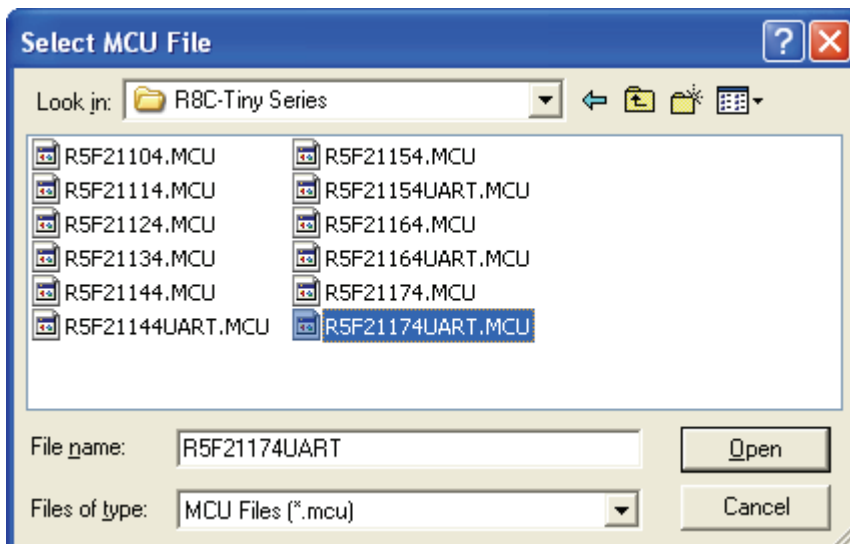 Select MCU File
Look in: R8C-Tiny Series
R5F21104.MCU
R5F21114.MCU
R5F21124.MCU
R5F21134.MCU
R5F21144.MCU
R5F21144UART.MCU
R5F21154.MCU
R5F21154UART.MCU
R5F21164.MCU
R5F21164UART.MCU
R5F21174.MCU
R5F21174UART.MCU
File name: R5F21174UART
Open
Files of type: MCU Files (*.mcu)
Cancel